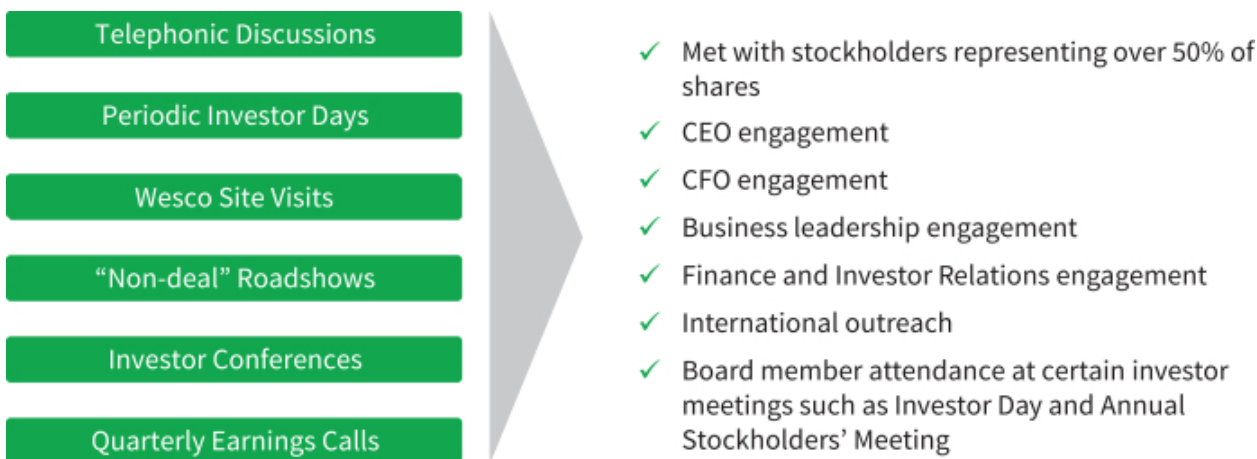 Telephonic Discussions
Periodic Investor Days
Wesco Site Visits
“Non-deal” Roadshows
Investor Conferences
Quarterly Earnings Calls
✓ Met with stockholders representing over 50% of
shares
✓ CEO engagement
✓ CFO engagement
✓ Business leadership engagement
✓ Finance and Investor Relations engagement
✓ International outreach
✓ Board member attendance at certain investor
meetings such as Investor Day and Annual
Stockholders’ Meeting